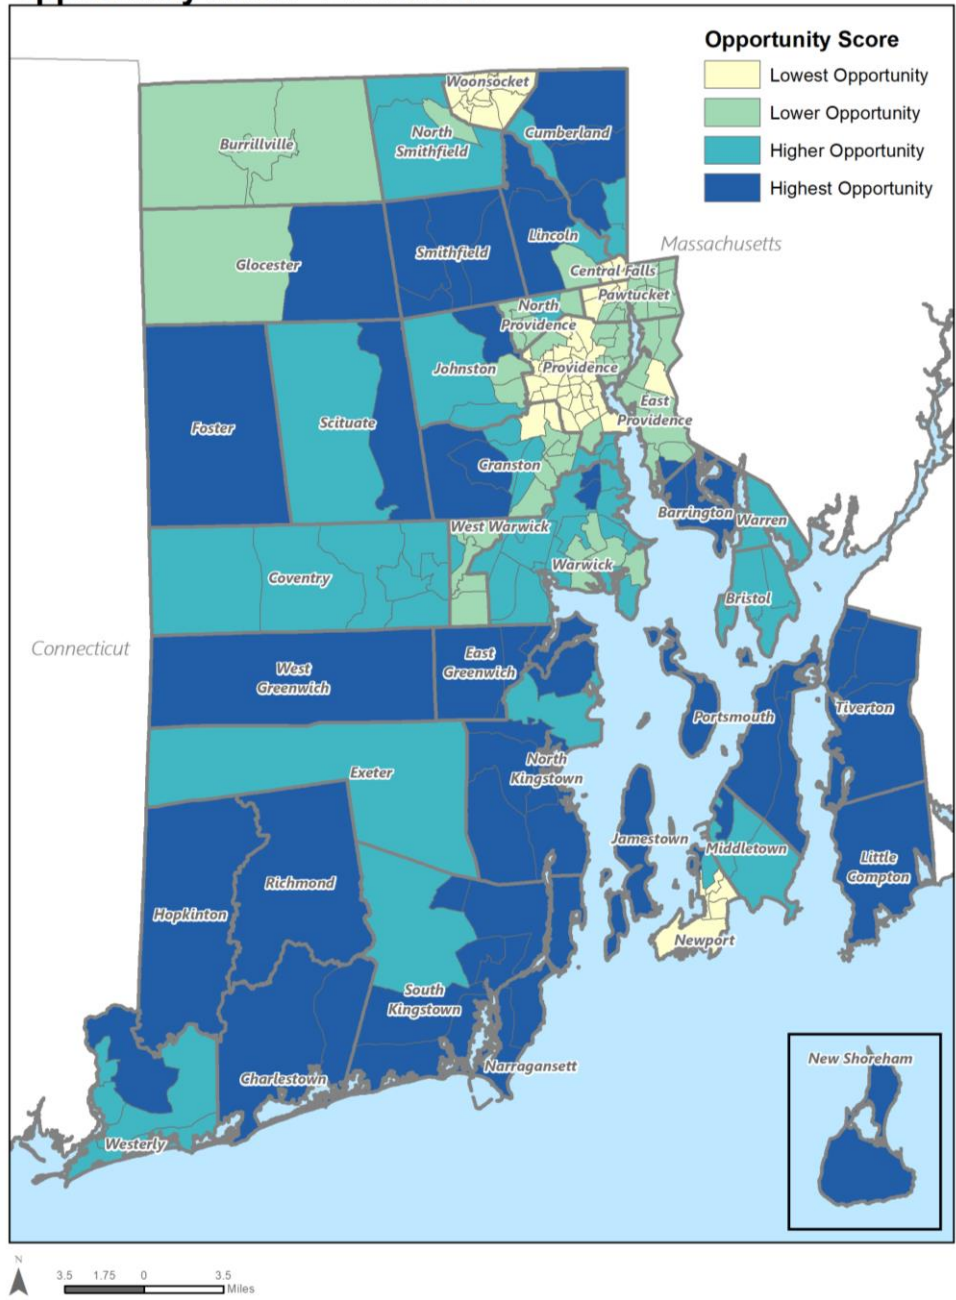 Opportunity Score
Lowest Opportunity
Lower Opportunity
Higher Opportunity
Highest Opportunity
Woonsocket
Burrillville
North
Smithfield
Cumberland
Massachusetts
Glocester
Smithfield
Lincoln
Central Falls
Pawtucket
North
Providence
Johnston
Providence
Foster
Scituate
East
Providence
Cranston
Barrington
Warren
West Warwick
Coventry
Warwick
Bristol
Connecticut
West
Greenwich
East
Greenwich
Portsmouth
Tiverton
Exeter
North
Kingstown
Jamestown
Middletown
Little
Compton
Richmond
Hopkinton
Newport
South
Kingstown
Narragansett
Charlestown
Westerly
New Shoreham
N
3.5 1.75 0 3.5
Miles